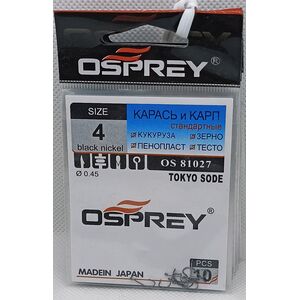 OSPREY®
SIZE
4
black nickel
КАРАСЬ и КАРП
стандартные
КУКУРУЗА
ЗЕРНО
ПЕНОПЛАСТ
ТЕСТО
Ø 0.45
OS 81027
TOKYO SODE
OSPREY
MADEIN JAPAN
PCS
10